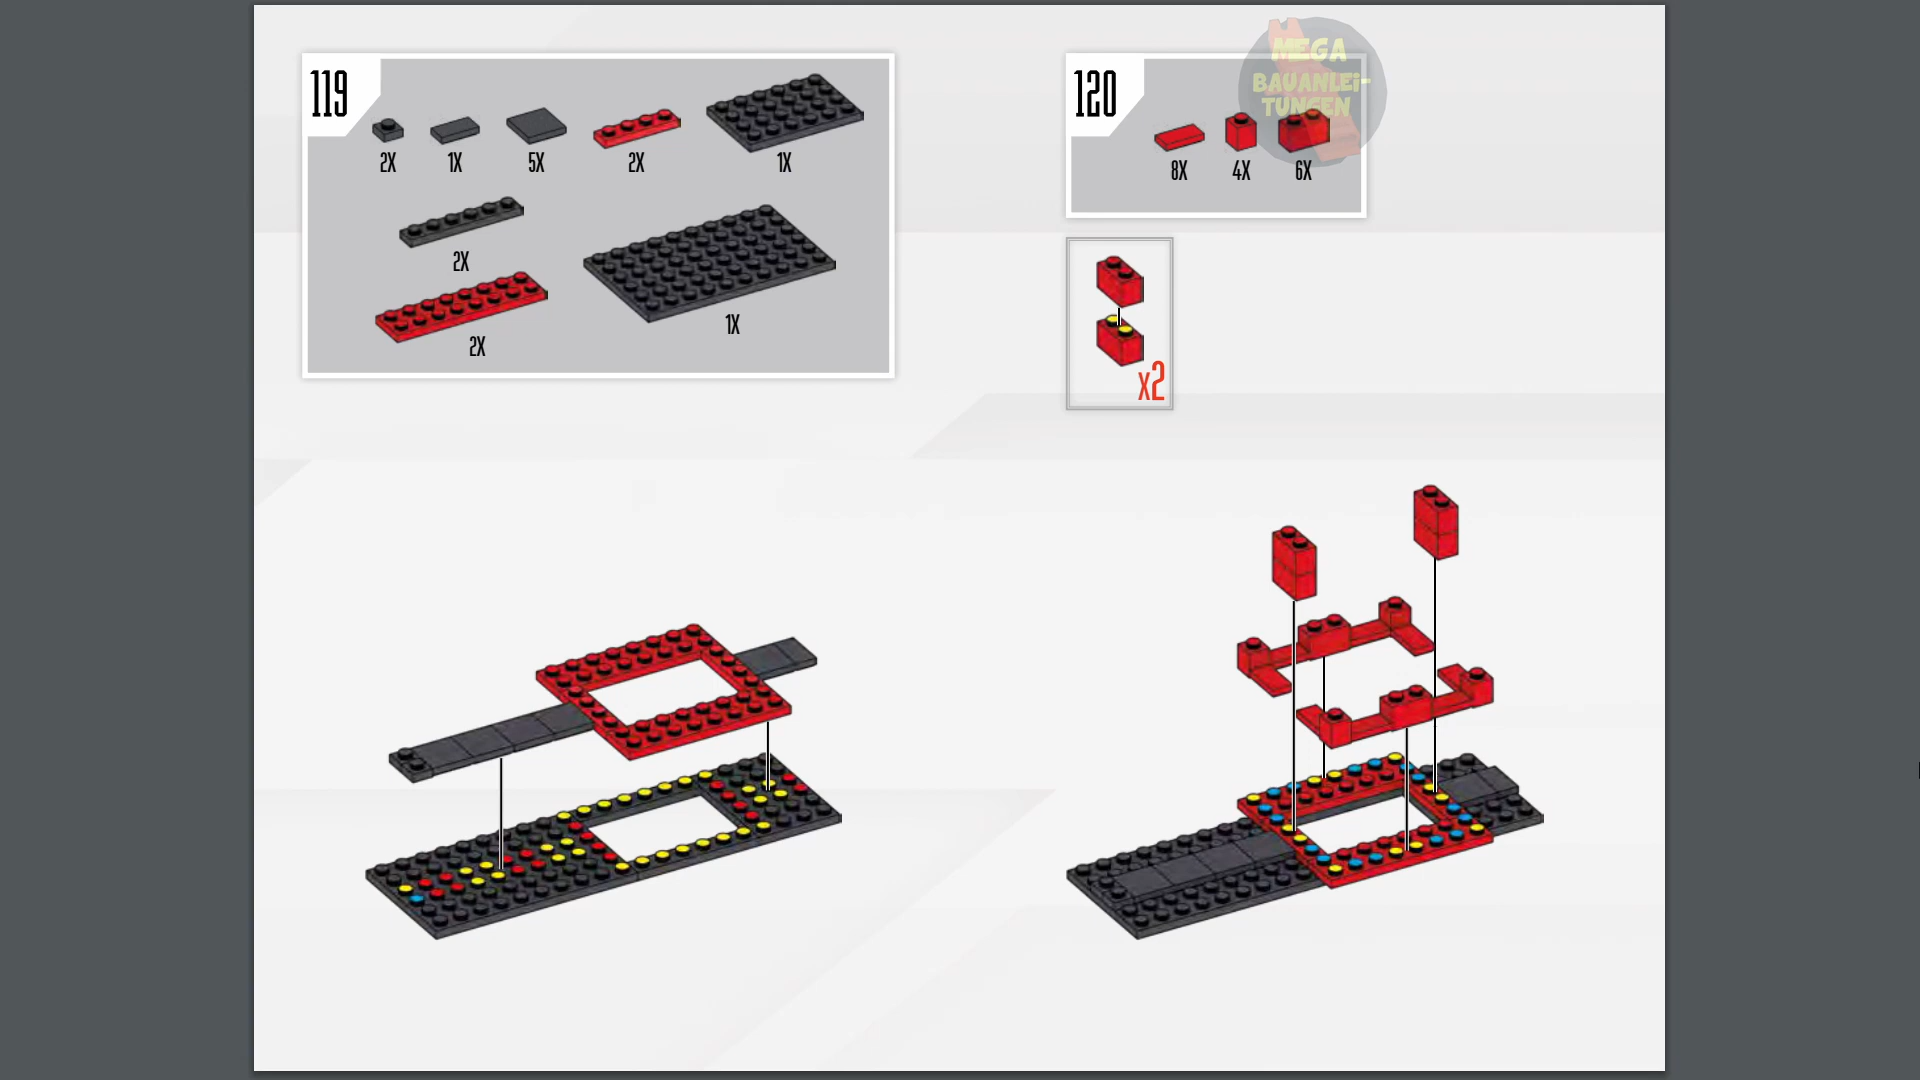 119
2X 1X 5X 2X 1X
2X
1X
2X
120
MEGA
BAUANLEi-
TUNGEN
8X 4X 6X
x2